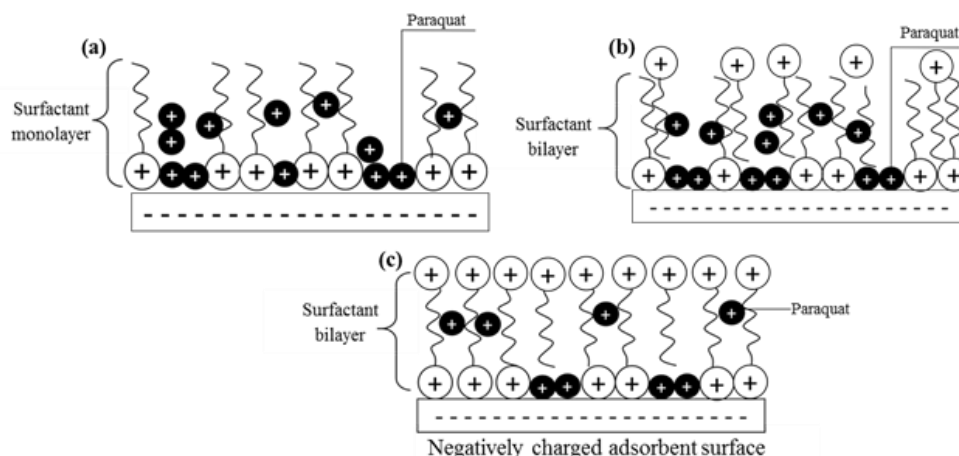 Paraquat
(a)
Surfactant
monolayer
Paraquat
(b)
Surfactant
bilayer
(c)
Surfactant
bilayer
Paraquat
Negatively charged adsorbent surface